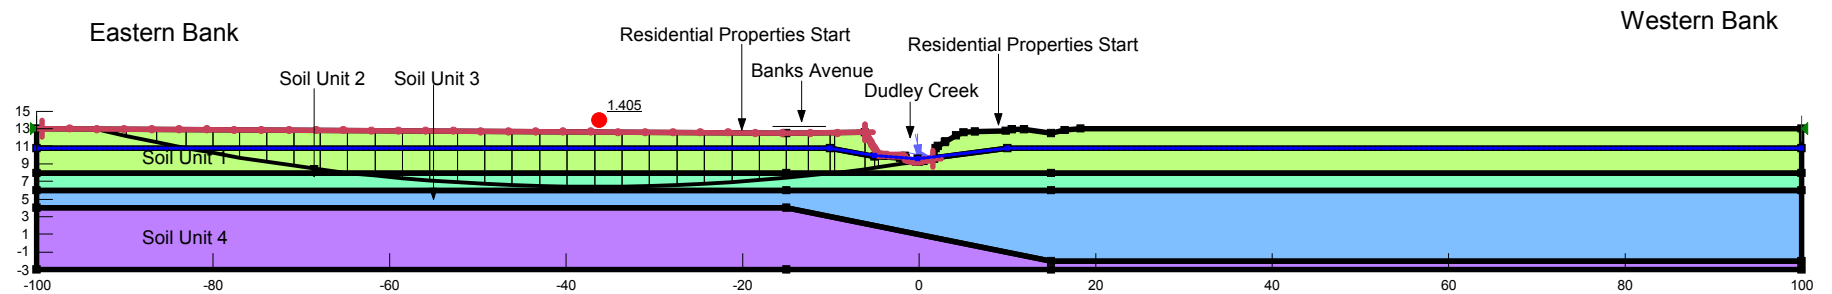 Western Bank
Eastern Bank
Residential Properties Start
Residential Properties Start
Banks Avenue
Soil Unit 2
Soil Unit 3
Dudley Creek
1.405
15
13
11
9
7
5
3
1
-1
-3
Soil Unit 1
Soil Unit 4
-100 -80 -60 -40 -20 0 20 40 60 80 100